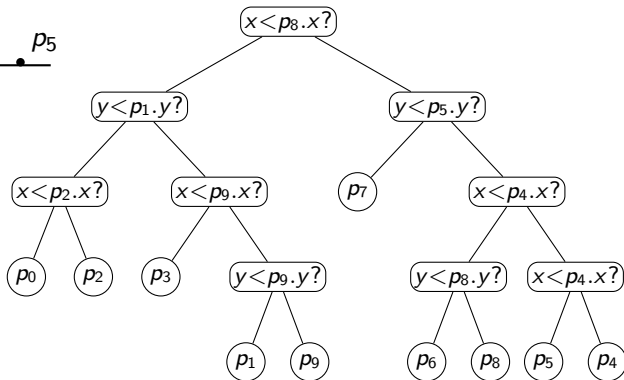 x<p₈.x?
p₅
y<p₁.y? y<p₅.y?
x<p₂.x? x<p₉.x? p₇ x<p₄.x?
p₀ p₂ p₃ y<p₉.y? y<p₈.y? x<p₄.x?
p₁ p₉ p₆ p₈ p₅ p₄